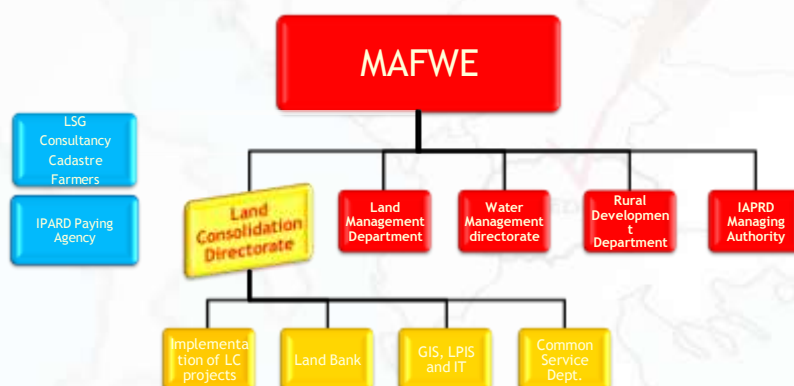 MAFWE
LSG
Consultancy
Cadastre
Farmers
IPARD Paying
Agency
Land
Consolidation
Directorate
Land
Management
Department
Water
Management
directorate
Rural
Developmen
t
Department
IAPRD
Managing
Authority
Implementa
tion of LC
projects
Land Bank
GIS, LPIS
and IT
Common
Service
Dept.